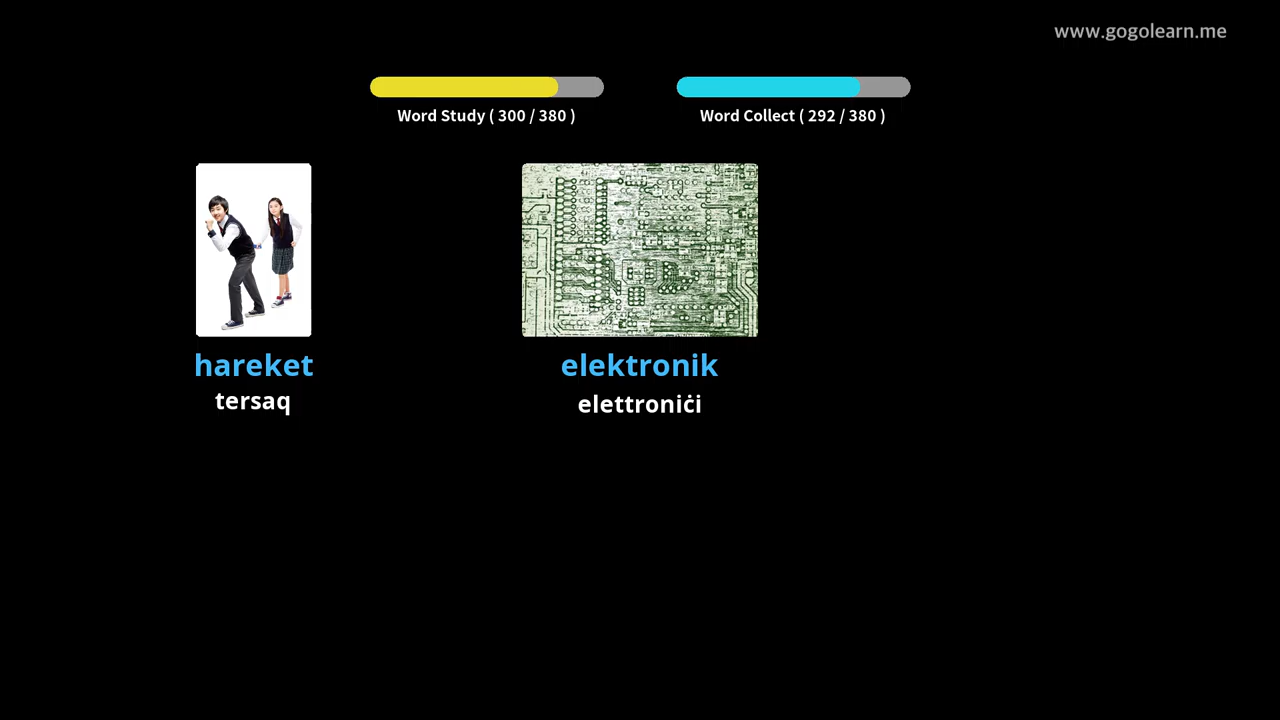 www.gogolearn.me
Word Study ( 300 / 380 )
Word Collect ( 292 / 380 )
hareket
tersaq
elektronik
elettroniċi